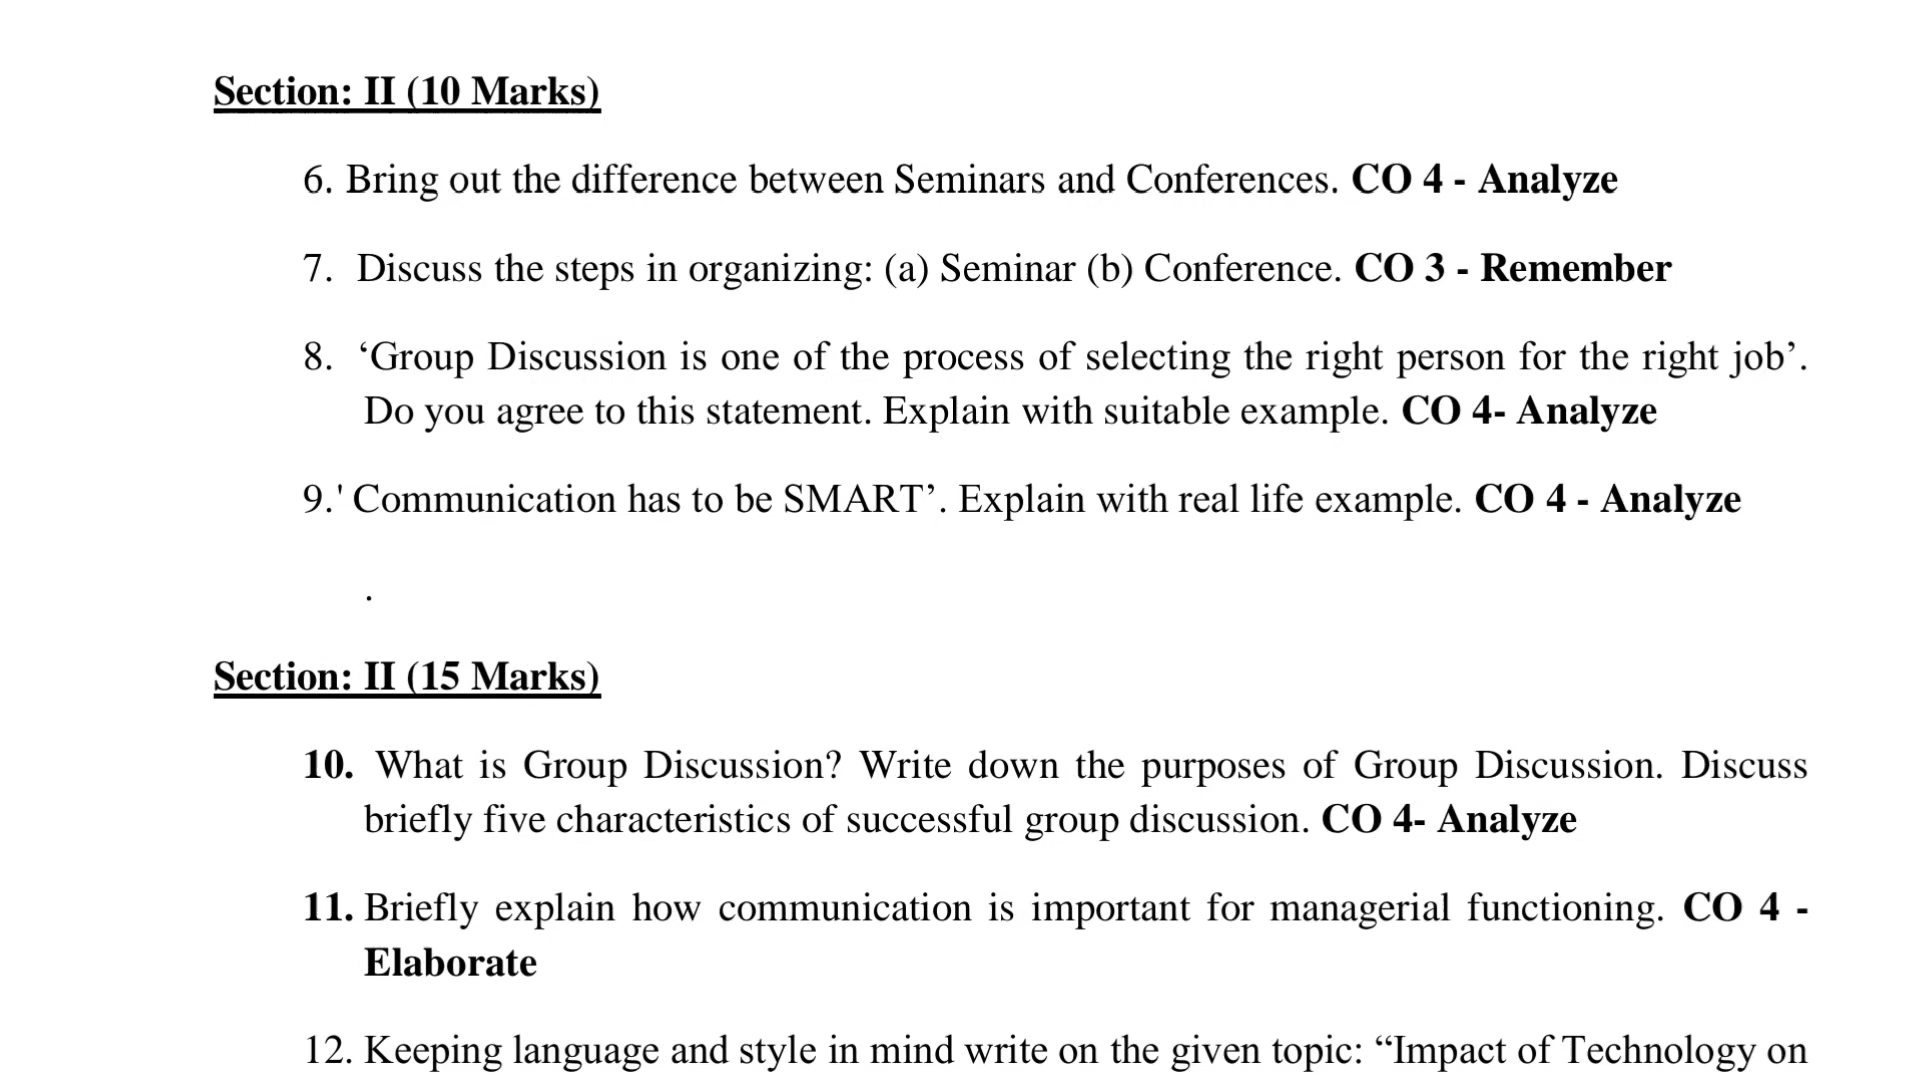 Section: II (10 Marks)
6. Bring out the difference between Seminars and Conferences. CO 4 - Analyze
7. Discuss the steps in organizing: (a) Seminar (b) Conference. CO 3 - Remember
8. ‘Group Discussion is one of the process of selecting the right person for the right job’.
Do you agree to this statement. Explain with suitable example. CO 4- Analyze
9.' Communication has to be SMART’. Explain with real life example. CO 4 - Analyze
.
Section: II (15 Marks)
10. What is Group Discussion? Write down the purposes of Group Discussion. Discuss
briefly five characteristics of successful group discussion. CO 4- Analyze
11. Briefly explain how communication is important for managerial functioning. CO 4 -
Elaborate
12. Keeping language and style in mind write on the given topic: “Impact of Technology on